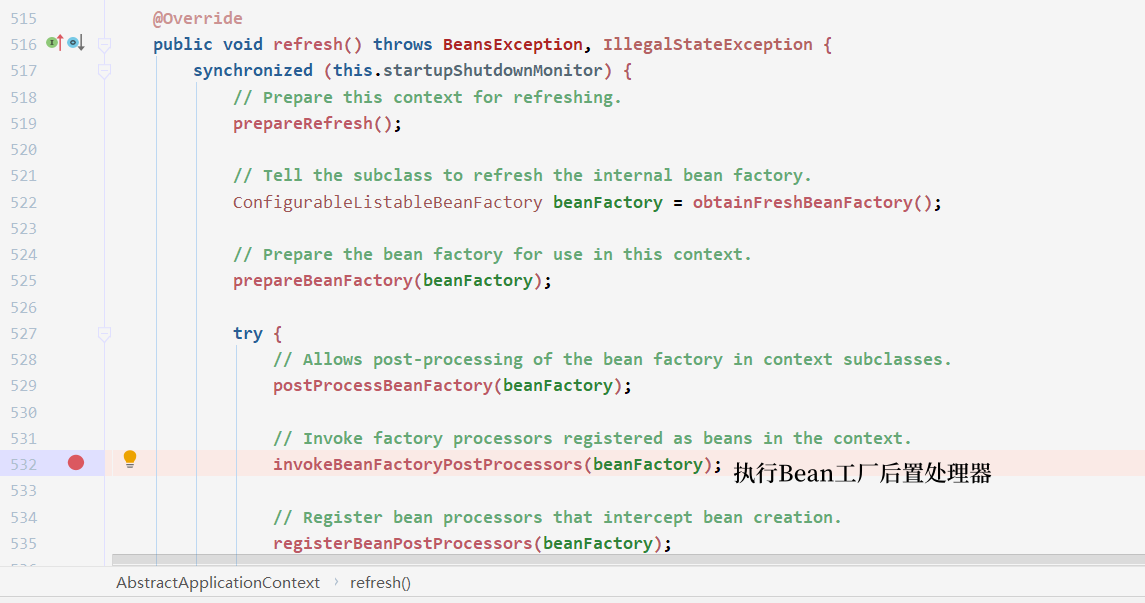 515 @Override
516 public void refresh() throws BeansException, IllegalStateException {
517 synchronized (this.startupShutdownMonitor) {
518 // Prepare this context for refreshing.
519 prepareRefresh();
520
521 // Tell the subclass to refresh the internal bean factory.
522 ConfigurableListableBeanFactory beanFactory = obtainFreshBeanFactory();
523
524 // Prepare the bean factory for use in this context.
525 prepareBeanFactory(beanFactory);
526
527 try {
528 // Allows post-processing of the bean factory in context subclasses.
529 postProcessBeanFactory(beanFactory);
530
531 // Invoke factory processors registered as beans in the context.
532 invokeBeanFactoryPostProcessors(beanFactory); 执行Bean工厂后置处理器
533
534 // Register bean processors that intercept bean creation.
535 registerBeanPostProcessors(beanFactory);
AbstractApplicationContext › refresh()